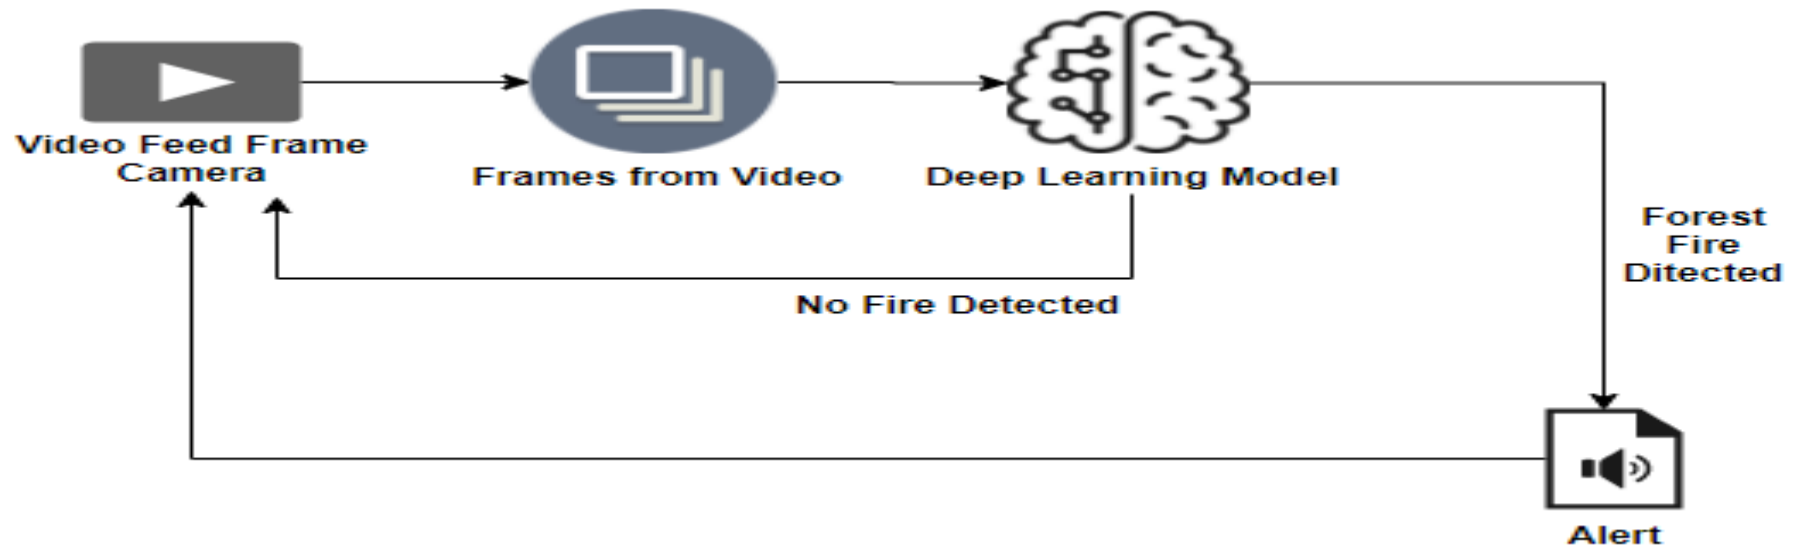 Video Feed Frame
Camera
Frames from Video
Deep Learning Model
Forest
Fire
Ditected
No Fire Detected
Alert